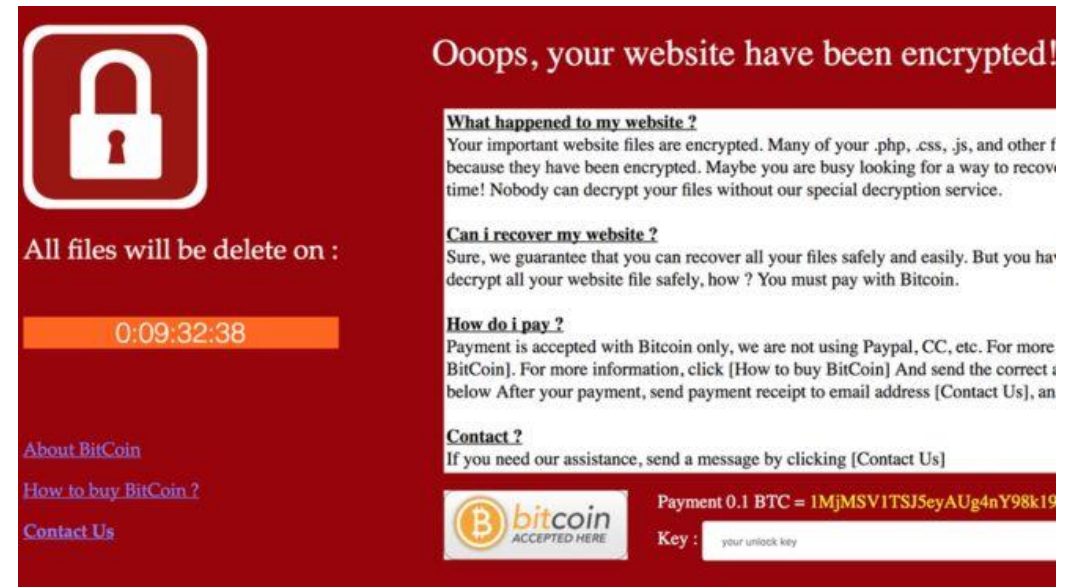 Ooops, your website have been encrypted!
What happened to my website ?
Your important website files are encrypted. Many of your .php, .css, .js, and other f
because they have been encrypted. Maybe you are busy looking for a way to recove
time! Nobody can decrypt your files without our special decryption service.
Can i recover my website ?
Sure, we guarantee that you can recover all your files safely and easily. But you hav
decrypt all your website file safely, how ? You must pay with Bitcoin.
How do i pay ?
Payment is accepted with Bitcoin only, we are not using Paypal, CC, etc. For more
BitCoin]. For more information, click [How to buy BitCoin] And send the correct a
below After your payment, send payment receipt to email address [Contact Us], an
Contact ?
If you need our assistance, send a message by clicking [Contact Us]
All files will be delete on :
0:09:32:38
About BitCoin
How to buy BitCoin ?
Contact Us
bitcoin
ACCEPTED HERE
Payment 0.1 BTC = 1MjMSV1TSJ5eyAUg4nY98k19
Key :
your unlock key